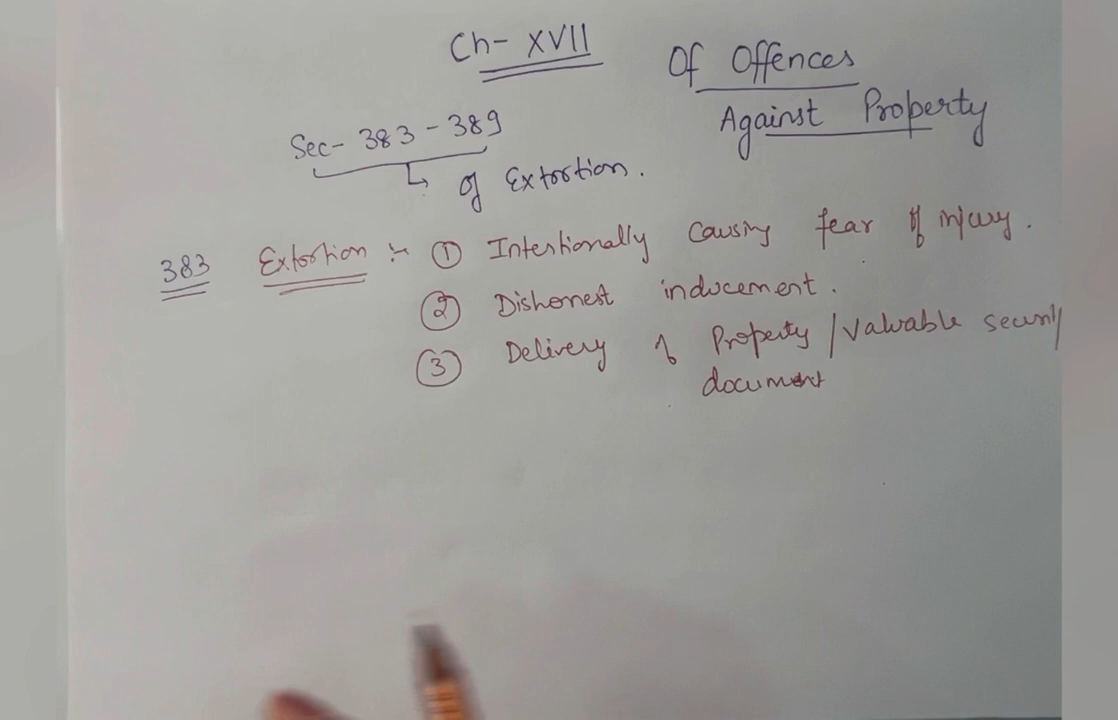 Ch- XVII
Of Offences
Against Property
Sec- 383 - 389
↳ of Extortion.
383 Extortion :- ① Intentionally causing fear of injury.
② Dishonest inducement.
③ Delivery of Property / Valuable security
document